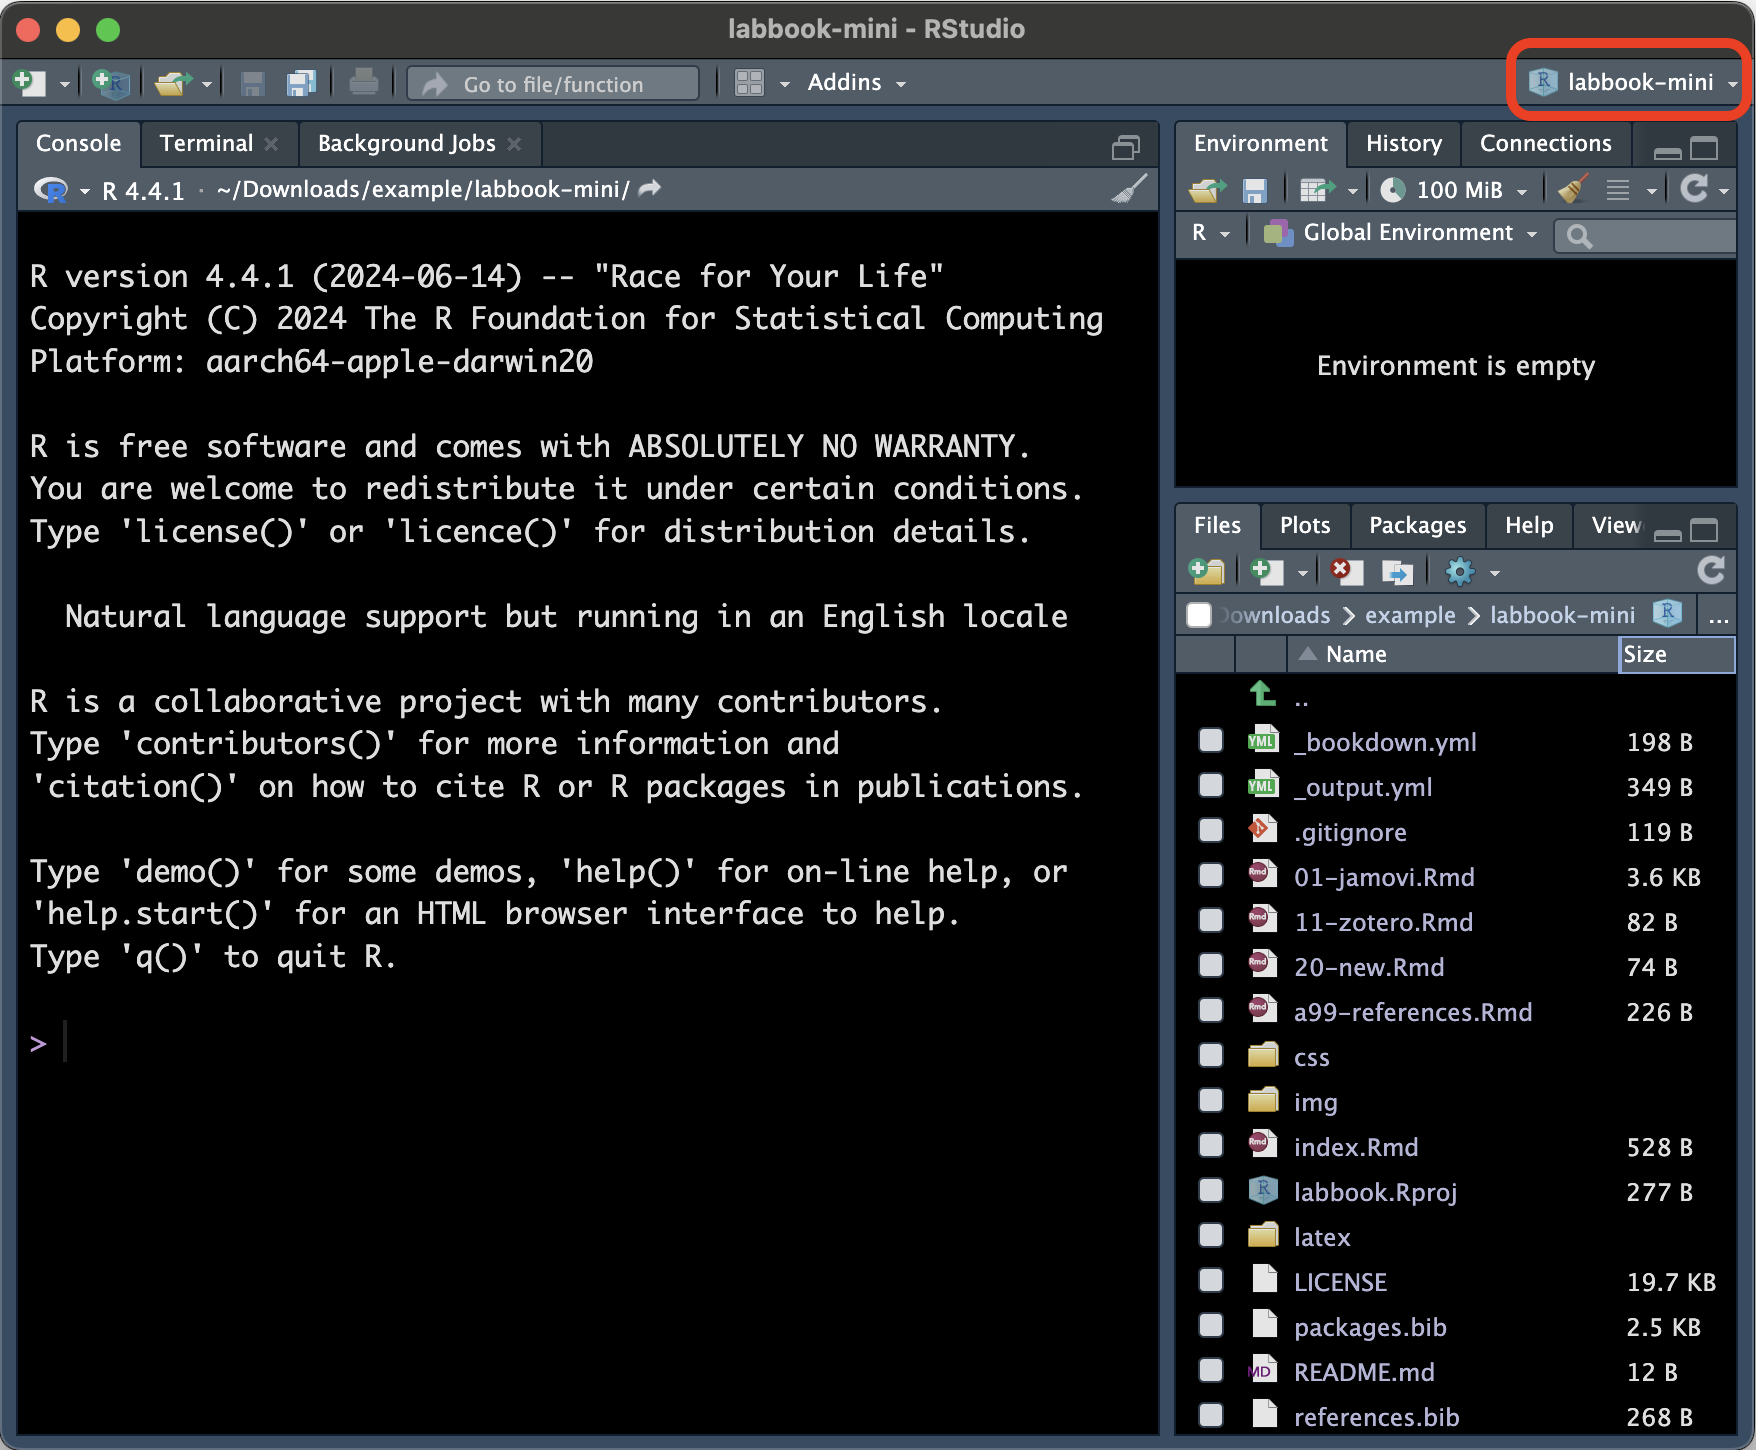 labbook-mini - RStudio
Go to file/function
Addins
labbook-mini
Console
Terminal
Background Jobs
R 4.4.1 · ~/Downloads/example/labbook-mini/
R version 4.4.1 (2024-06-14) -- "Race for Your Life"
Copyright (C) 2024 The R Foundation for Statistical Computing
Platform: aarch64-apple-darwin20
R is free software and comes with ABSOLUTELY NO WARRANTY.
You are welcome to redistribute it under certain conditions.
Type 'license()' or 'licence()' for distribution details.
Natural language support but running in an English locale
R is a collaborative project with many contributors.
Type 'contributors()' for more information and
'citation()' on how to cite R or R packages in publications.
Type 'demo()' for some demos, 'help()' for on-line help, or
'help.start()' for an HTML browser interface to help.
Type 'q()' to quit R.
>
Environment
History
Connections
100 MiB
R
Global Environment
Environment is empty
Files
Plots
Packages
Help
View
ownloads > example > labbook-mini
...
Name Size
..
_bookdown.yml 198 B
_output.yml 349 B
.gitignore 119 B
01-jamovi.Rmd 3.6 KB
11-zotero.Rmd 82 B
20-new.Rmd 74 B
a99-references.Rmd 226 B
css
img
index.Rmd 528 B
labbook.Rproj 277 B
latex
LICENSE 19.7 KB
packages.bib 2.5 KB
README.md 12 B
references.bib 268 B